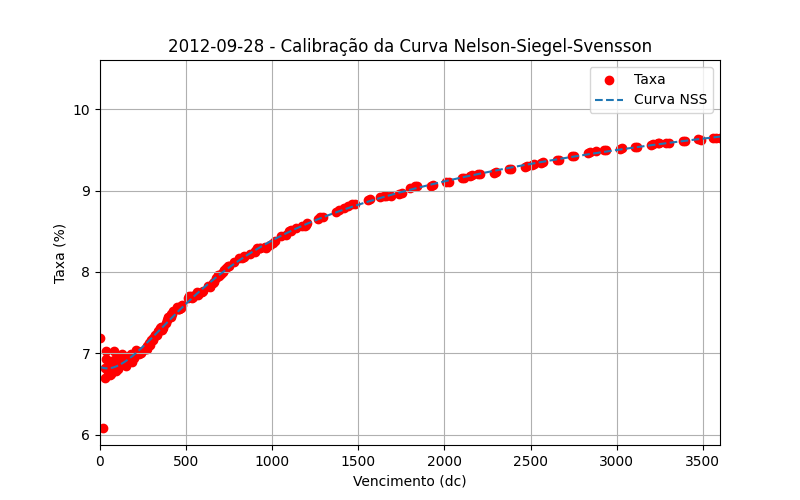 2012-09-28 - Calibração da Curva Nelson-Siegel-Svensson
Taxa
Curva NSS
Taxa (%)
10
9
8
7
6
0 500 1000 1500 2000 2500 3000 3500
Vencimento (dc)